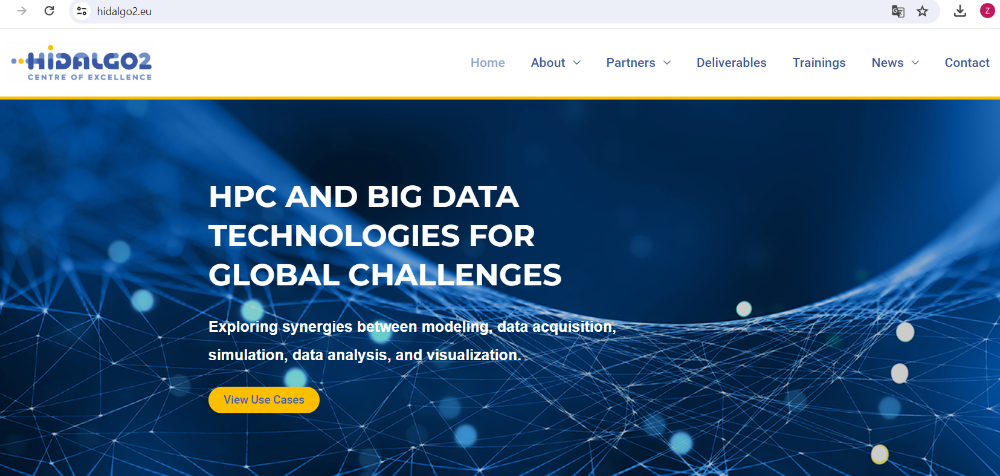 hidalgo2.eu
Z
HiDALGO2
CENTRE OF EXCELLENCE
Home About Partners Deliverables Trainings News Contact
HPC AND BIG DATA
TECHNOLOGIES FOR
GLOBAL CHALLENGES
Exploring synergies between modeling, data acquisition,
simulation, data analysis, and visualization.
View Use Cases